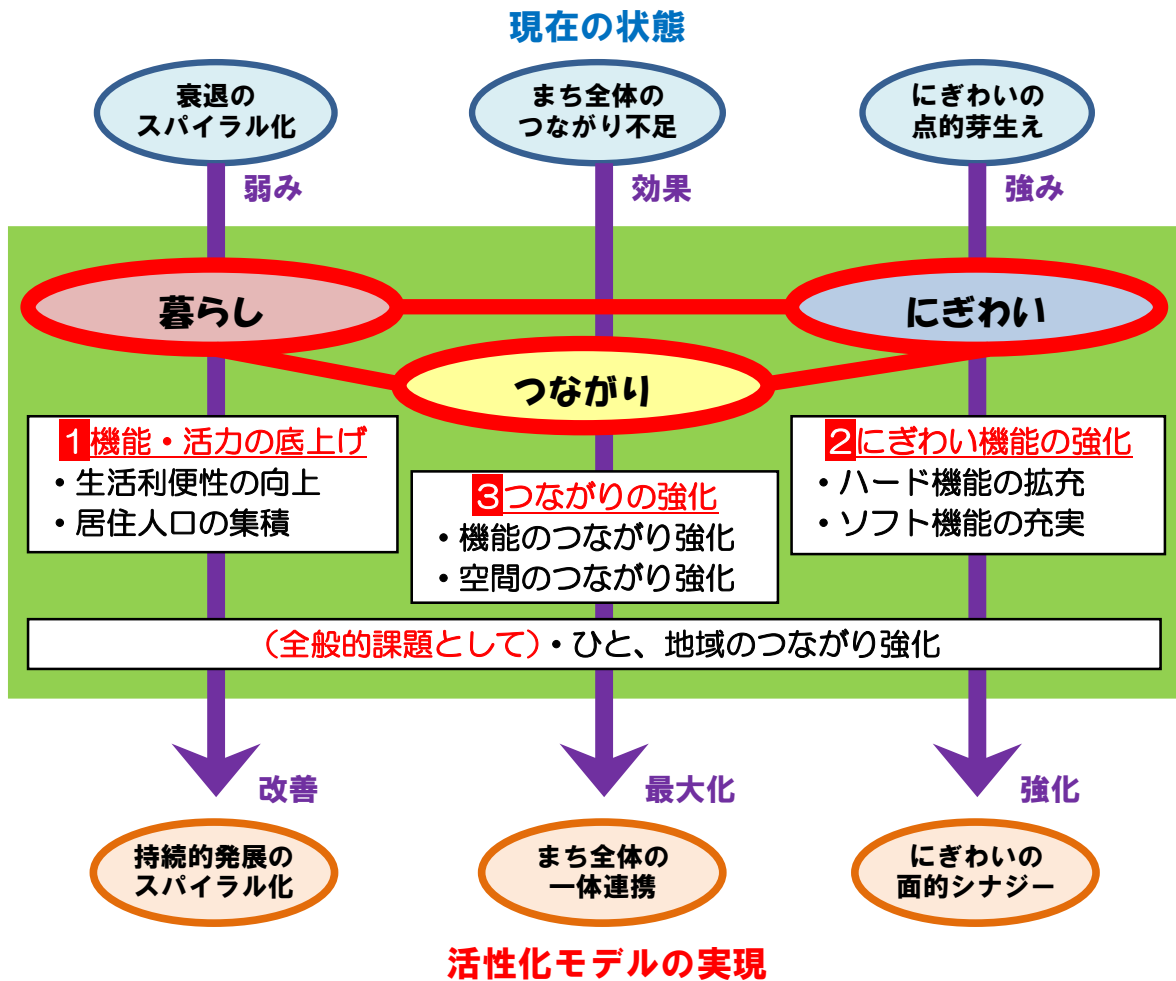 現在の状態
衰退の
スパイラル化
まち全体の
つながり不足
にぎわいの
点的芽生え
弱み
効果
強み
暮らし
にぎわい
つながり
1機能・活力の底上げ
・生活利便性の向上
・居住人口の集積
2にぎわい機能の強化
・ハード機能の拡充
・ソフト機能の充実
3つながりの強化
・機能のつながり強化
・空間のつながり強化
（全般的課題として）・ひと、地域のつながり強化
改善
最大化
強化
持続的発展の
スパイラル化
まち全体の
一体連携
にぎわいの
面的シナジー
活性化モデルの実現